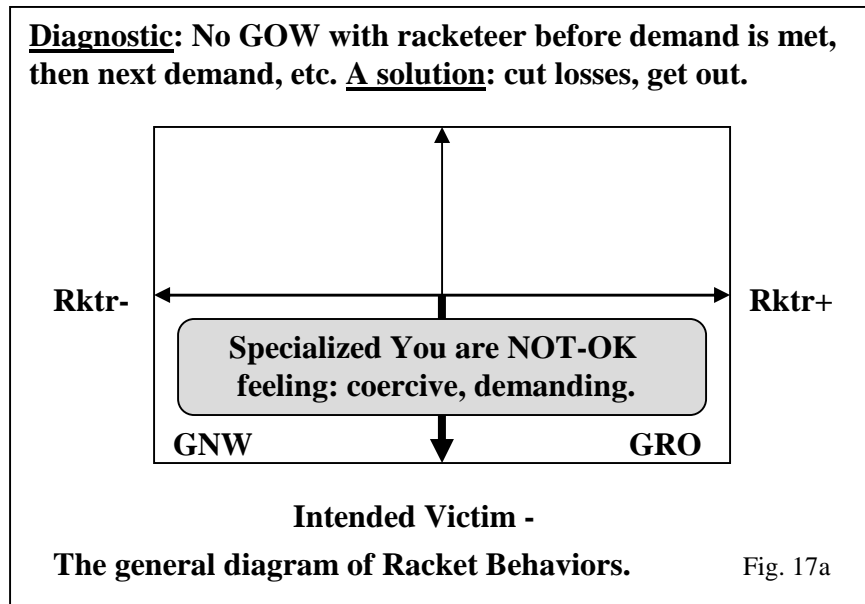 Diagnostic: No GOW with racketeer before demand is met,
then next demand, etc. A solution: cut losses, get out.
Rktr-
Rktr+
Specialized You are NOT-OK
feeling: coercive, demanding.
GNW
GRO
Intended Victim -
The general diagram of Racket Behaviors.
Fig. 17a